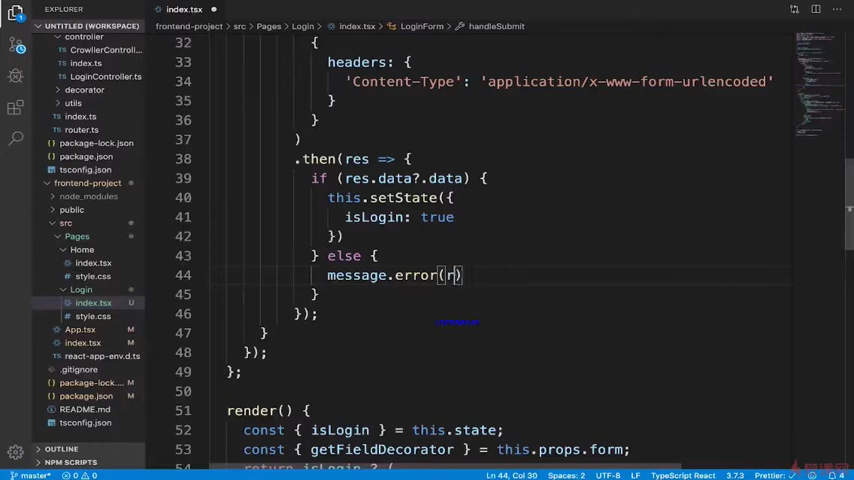 EXPLORER
index.tsx
UNTITLED (WORKSPACE)
frontend-project > src > Pages > Login > index.tsx > LoginForm > handleSubmit
controller
CrowllerControll...
index.ts
LoginController.ts
decorator
utils
index.ts
router.ts
package-lock.json
package.json
tsconfig.json
frontend-project
node_modules
public
src
Pages
Home
index.tsx
style.css
Login
index.tsx U
style.css
App.tsx M
index.tsx M
react-app-env.d.ts
.gitignore
package-lock.... M
package.json M
README.md
tsconfig.json
OUTLINE
NPM SCRIPTS
32 {
33 headers: {
34 'Content-Type': 'application/x-www-form-urlencoded'
35 }
36 }
37 )
38 .then(res => {
39 if (res.data?.data) {
40 this.setState({
41 isLogin: true
42 })
43 } else {
44 message.error(r)
45 }
46 });
47 }
48 });
49 };
50
51 render() {
52 const { isLogin } = this.state;
53 const { getFieldDecorator } = this.props.form;
54 return isLogin ? (
master* 0 0 Ln 44, Col 30 Spaces: 2 UTF-8 LF TypeScript React 3.7.3 Prettier: ✓ 4